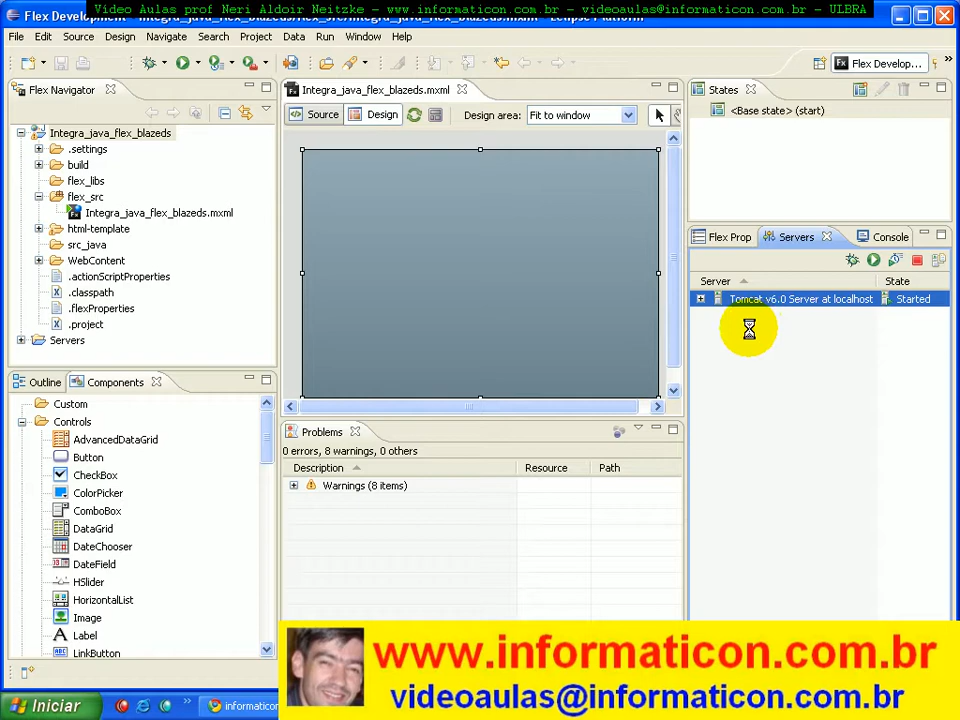 Video Aulas prof Neri Aldoir Neitzke - www.informaticon.com.br - videoaulas@informaticon.com.br - ULBRA
File Edit Source Design Navigate Search Project Data Run Window Help
Flex Develop...
Flex Navigator
Integra_java_flex_blazeds
.settings
build
flex_libs
flex_src
Integra_java_flex_blazeds.mxml
html-template
src_java
WebContent
.actionScriptProperties
.classpath
.flexProperties
.project
Servers
Outline Components
Custom
Controls
AdvancedDataGrid
Button
CheckBox
ColorPicker
ComboBox
DataGrid
DateChooser
DateField
HSlider
HorizontalList
Image
Label
LinkButton
Integra_java_flex_blazeds.mxml
Source Design Design area: Fit to window
Problems
0 errors, 8 warnings, 0 others
Description Resource Path
Warnings (8 items)
States
<Base state> (start)
Flex Prop Servers Console
Server State
Tomcat v6.0 Server at localhost Started
www.informaticon.com.br
videoaulas@informaticon.com.br
Iniciar
informaticon